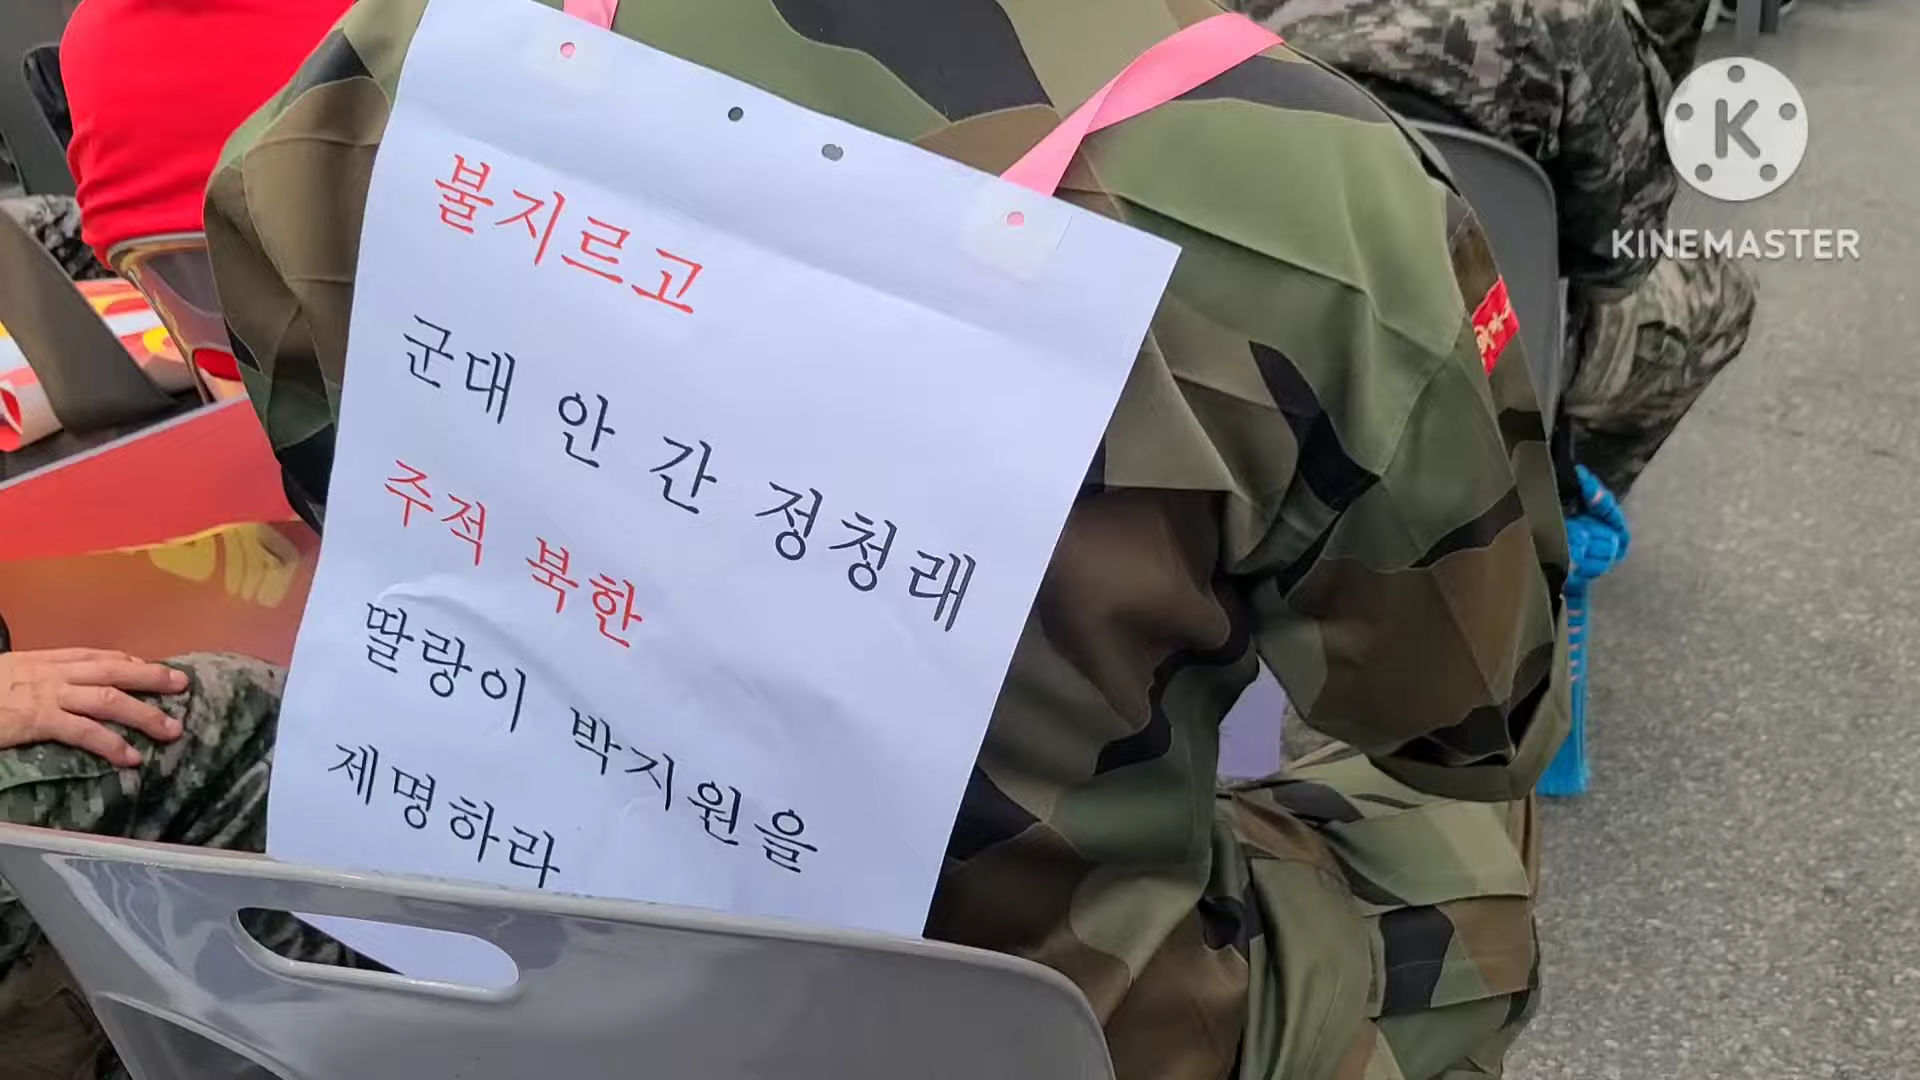 불지르고
군대 안 간 정청래
주적 북한
딸랑이 박지원을
제명하라
K
KINEMASTER